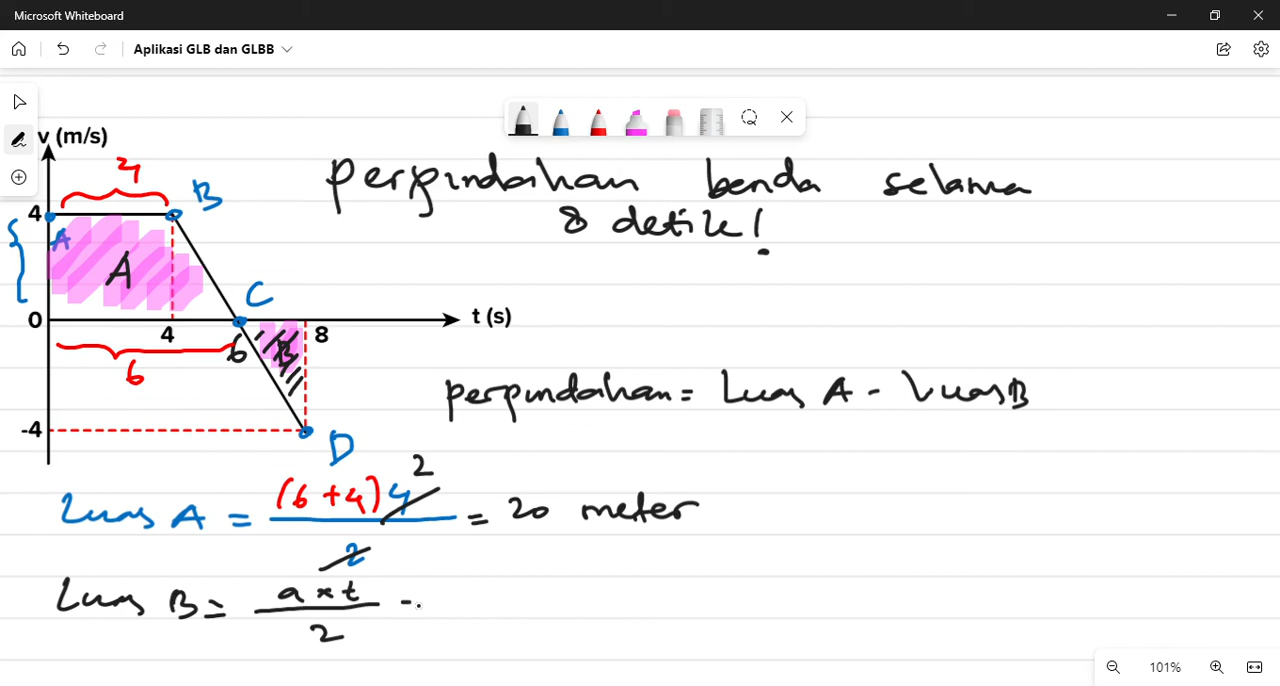 Microsoft Whiteboard
Aplikasi GLB dan GLBB
v (m/s)
4
B
perpindahan benda selama
8 detik!
4
A
A
C
0
4
6
8
t (s)
6
B
perpindahan = Luas A - Luas B
-4
D
2
Luas A = (6 + 4) 4 = 20 meter
2
Luas B = a x t -
2
101%